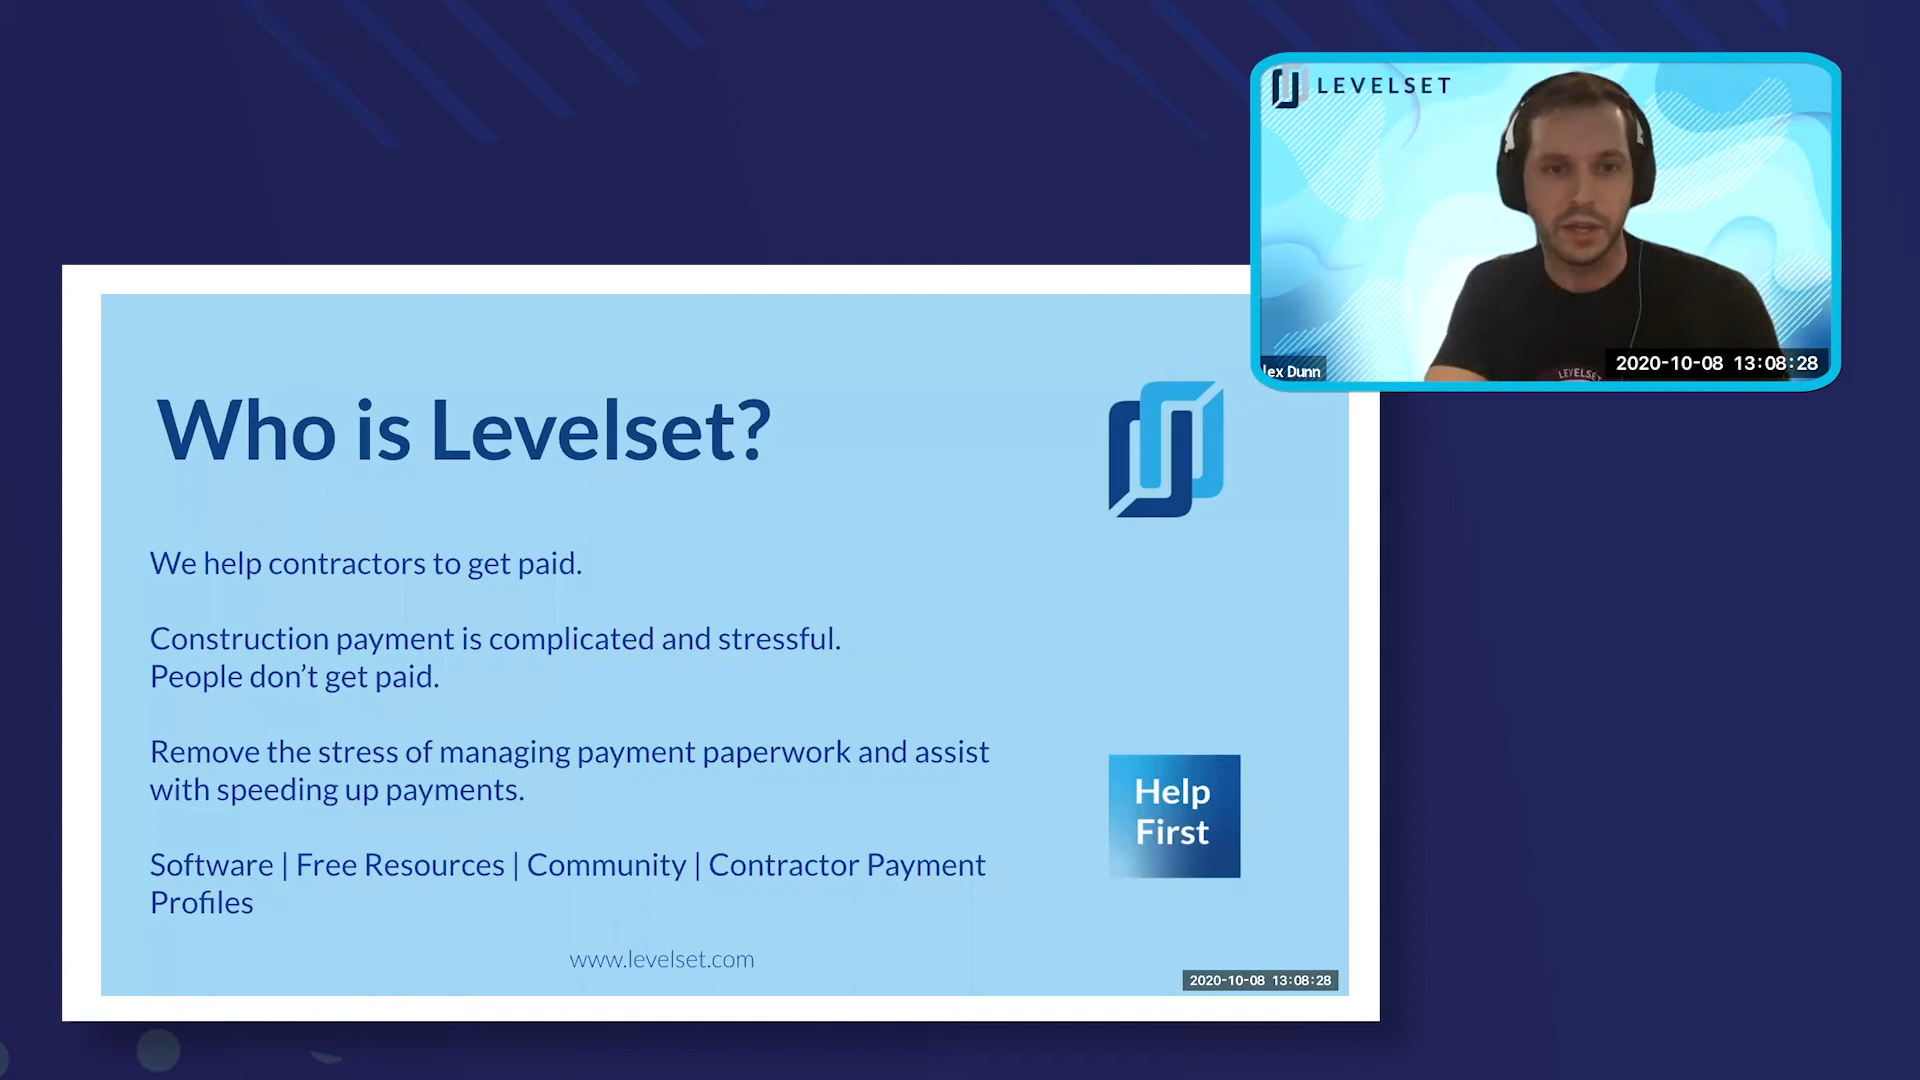 LEVELSET
lex Dunn
LEVELSET
2020-10-08 13:08:28
Who is Levelset?
We help contractors to get paid.
Construction payment is complicated and stressful.
People don’t get paid.
Remove the stress of managing payment paperwork and assist
with speeding up payments.
Software | Free Resources | Community | Contractor Payment
Profiles
Help
First
www.levelset.com
2020-10-08 13:08:28